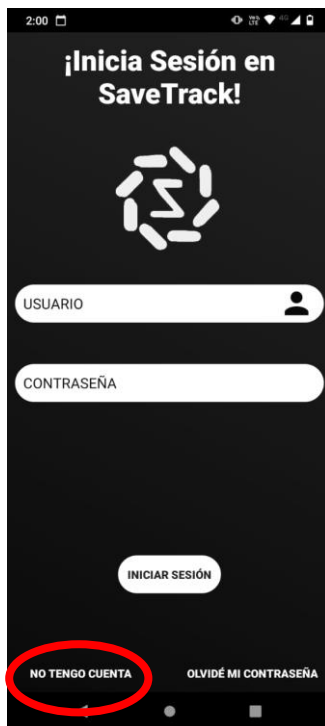 2:00
¡Inicia Sesión en
SaveTrack!
USUARIO
CONTRASEÑA
INICIAR SESIÓN
NO TENGO CUENTA OLVIDÉ MI CONTRASEÑA